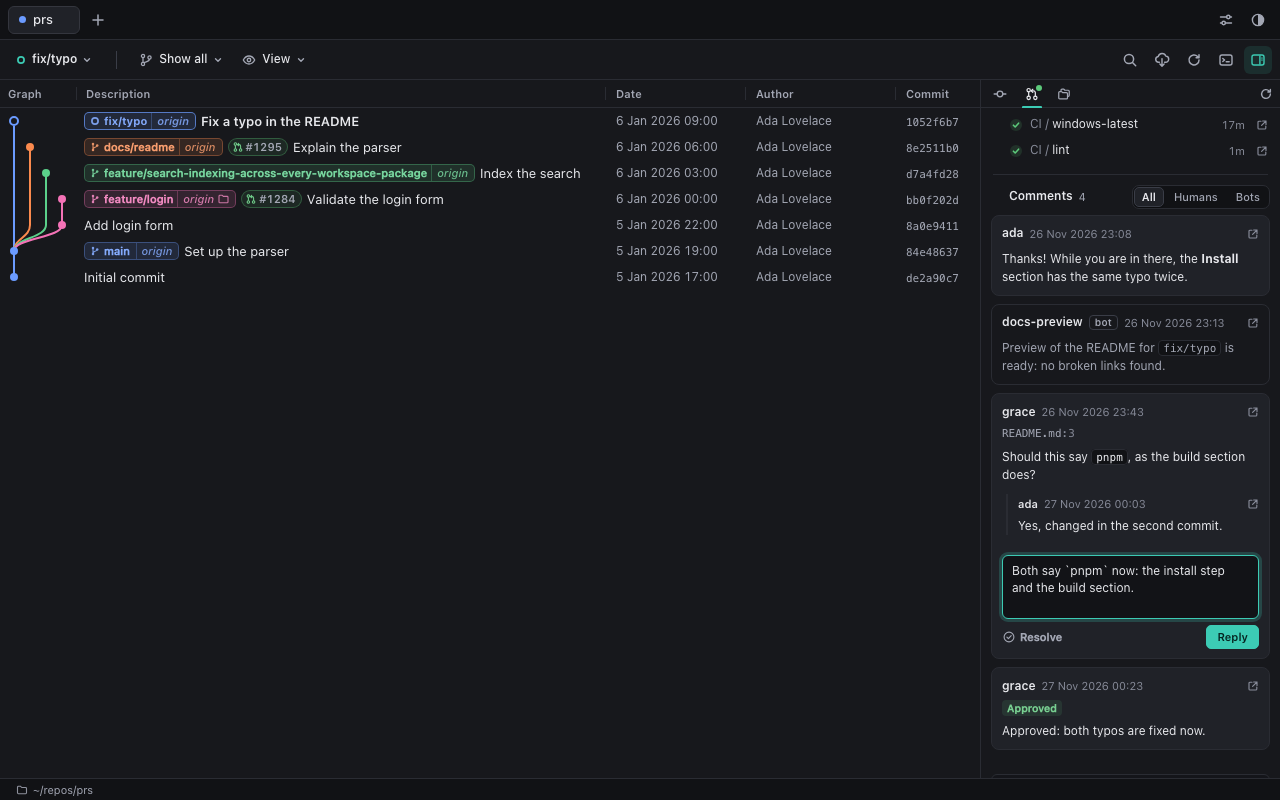 prs
fix/typo
Show all
View
Graph Description Date Author Commit
fix/typo origin Fix a typo in the README 6 Jan 2026 09:00 Ada Lovelace 1052f6b7
docs/readme origin #1295 Explain the parser 6 Jan 2026 06:00 Ada Lovelace 8e2511b0
feature/search-indexing-across-every-workspace-package origin Index the search 6 Jan 2026 03:00 Ada Lovelace d7a4fd28
feature/login origin #1284 Validate the login form 6 Jan 2026 00:00 Ada Lovelace bb0f202d
Add login form 5 Jan 2026 22:00 Ada Lovelace 8a0e9411
main origin Set up the parser 5 Jan 2026 19:00 Ada Lovelace 84e48637
Initial commit 5 Jan 2026 17:00 Ada Lovelace de2a90c7
CI / windows-latest 17m
CI / lint 1m
Comments 4 All Humans Bots
ada 26 Nov 2026 23:08
Thanks! While you are in there, the Install
section has the same typo twice.
docs-preview bot 26 Nov 2026 23:13
Preview of the README for fix/typo is
ready: no broken links found.
grace 26 Nov 2026 23:43
README.md:3
Should this say pnpm, as the build section
does?
ada 27 Nov 2026 00:03
Yes, changed in the second commit.
Both say `pnpm` now: the install step
and the build section.
Resolve Reply
grace 27 Nov 2026 00:23
Approved
Approved: both typos are fixed now.
~/repos/prs